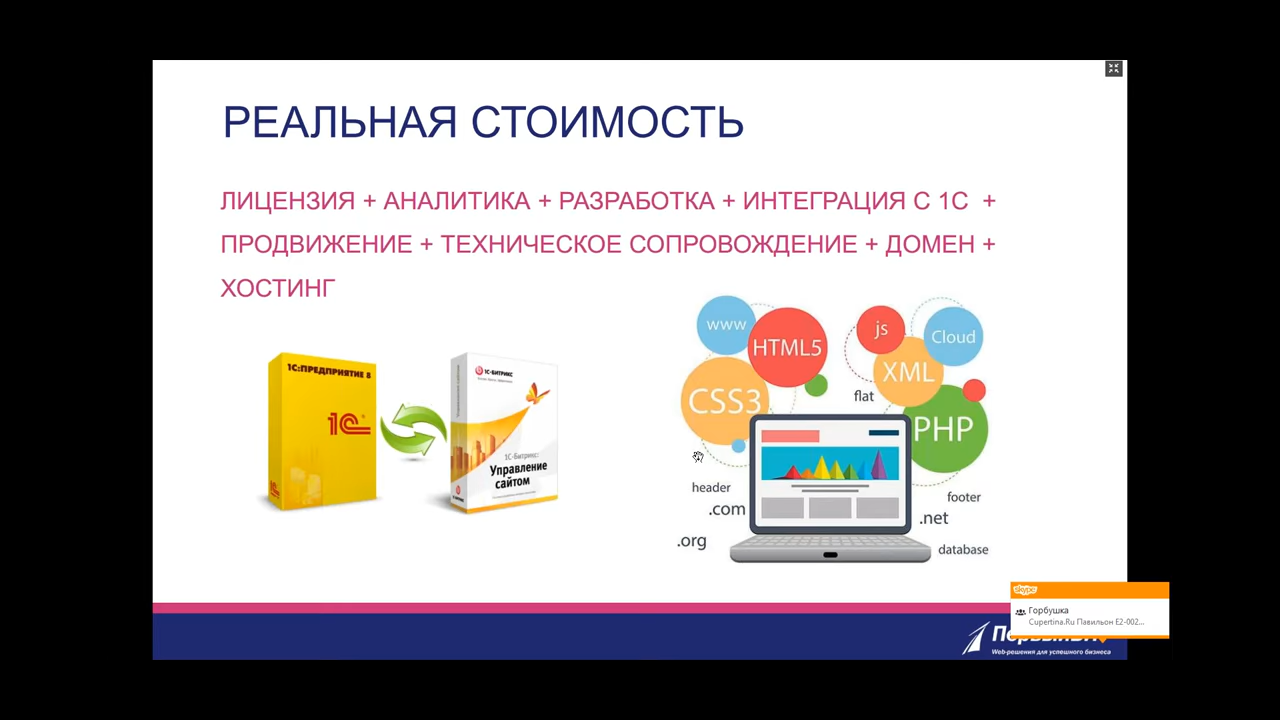 РЕАЛЬНАЯ СТОИМОСТЬ
ЛИЦЕНЗИЯ + АНАЛИТИКА + РАЗРАБОТКА + ИНТЕГРАЦИЯ С 1С +
ПРОДВИЖЕНИЕ + ТЕХНИЧЕСКОЕ СОПРОВОЖДЕНИЕ + ДОМЕН +
ХОСТИНГ
1С:ПРЕДПРИЯТИЕ 8
1С
1С-БИТРИКС
1С-Битрикс:
Управление
сайтом
www
HTML5
js
Cloud
CSS3
flat
XML
PHP
header
.com
.org
footer
.net
database
skype
Горбушка
Cupertina.Ru Павильон E2-002...
Web-решения для успешного бизнеса